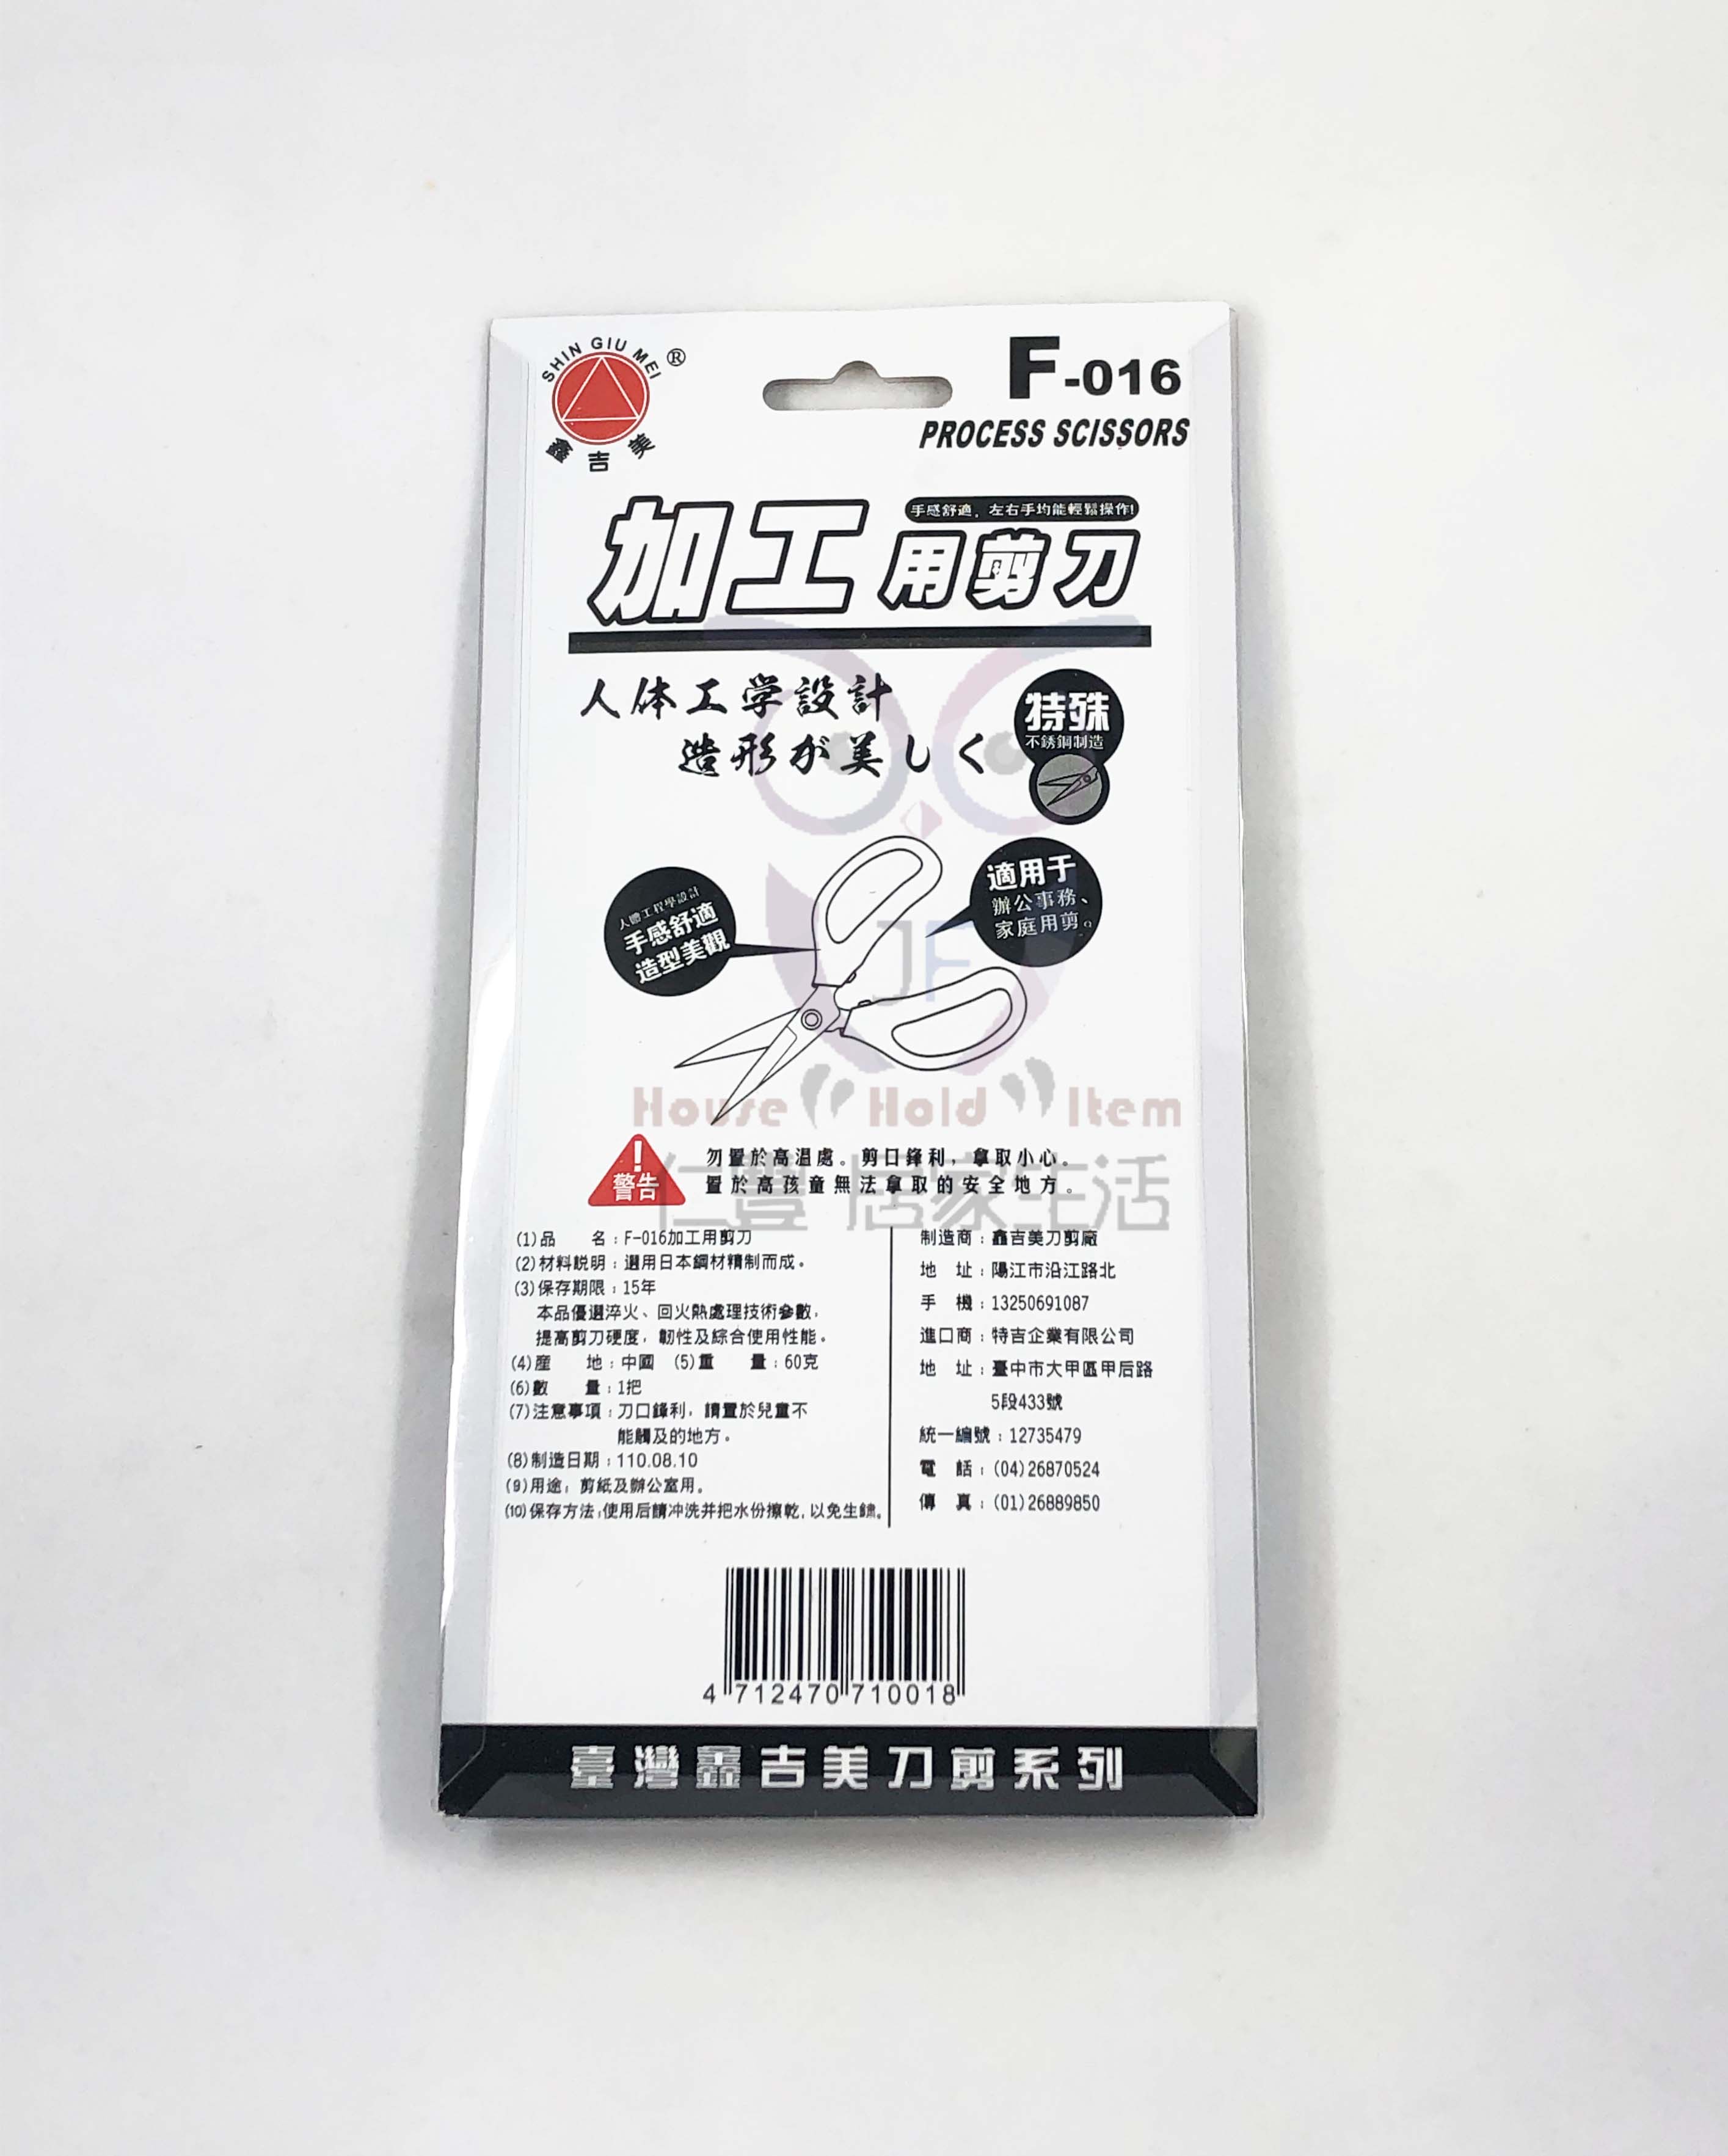 SHIN GIU MEI ®
鑫吉美
F-016
PROCESS SCISSORS
手感舒適，左右手均能輕鬆操作!
加工用剪刀
人体工学設計
造形が美しく
特殊
不銹鋼制造
人體工程學設計
手感舒適
造型美觀
適用于
辦公事務、
家庭用剪。
JF
House Hold Item
仁豐 居家生活
警告
勿置於高溫處。剪口鋒利，拿取小心。
置於高孩童無法拿取的安全地方。
(1)品　　名：F-016加工用剪刀
(2)材料説明：選用日本鋼材精制而成。
(3)保存期限：15年
本品優選淬火、回火熱處理技術參數，
提高剪刀硬度，韌性及綜合使用性能。
(4)産　　地：中國　(5)重　　量：60克
(6)數　　量：1把
(7)注意事項：刀口鋒利，請置於兒童不
能觸及的地方。
(8)制造日期：110.08.10
(9)用途：剪紙及辦公室用。
(10)保存方法：使用后請冲洗并把水份擦乾，以免生銹。
制造商：鑫吉美刀剪廠
地　址：陽江市沿江路北
手　機：13250691087
進口商：特吉企業有限公司
地　址：臺中市大甲區甲后路
5段433號
統一編號：12735479
電　話：(04)26870524
傳　真：(01)26889850
4 712470 710018
臺灣鑫吉美刀剪系列